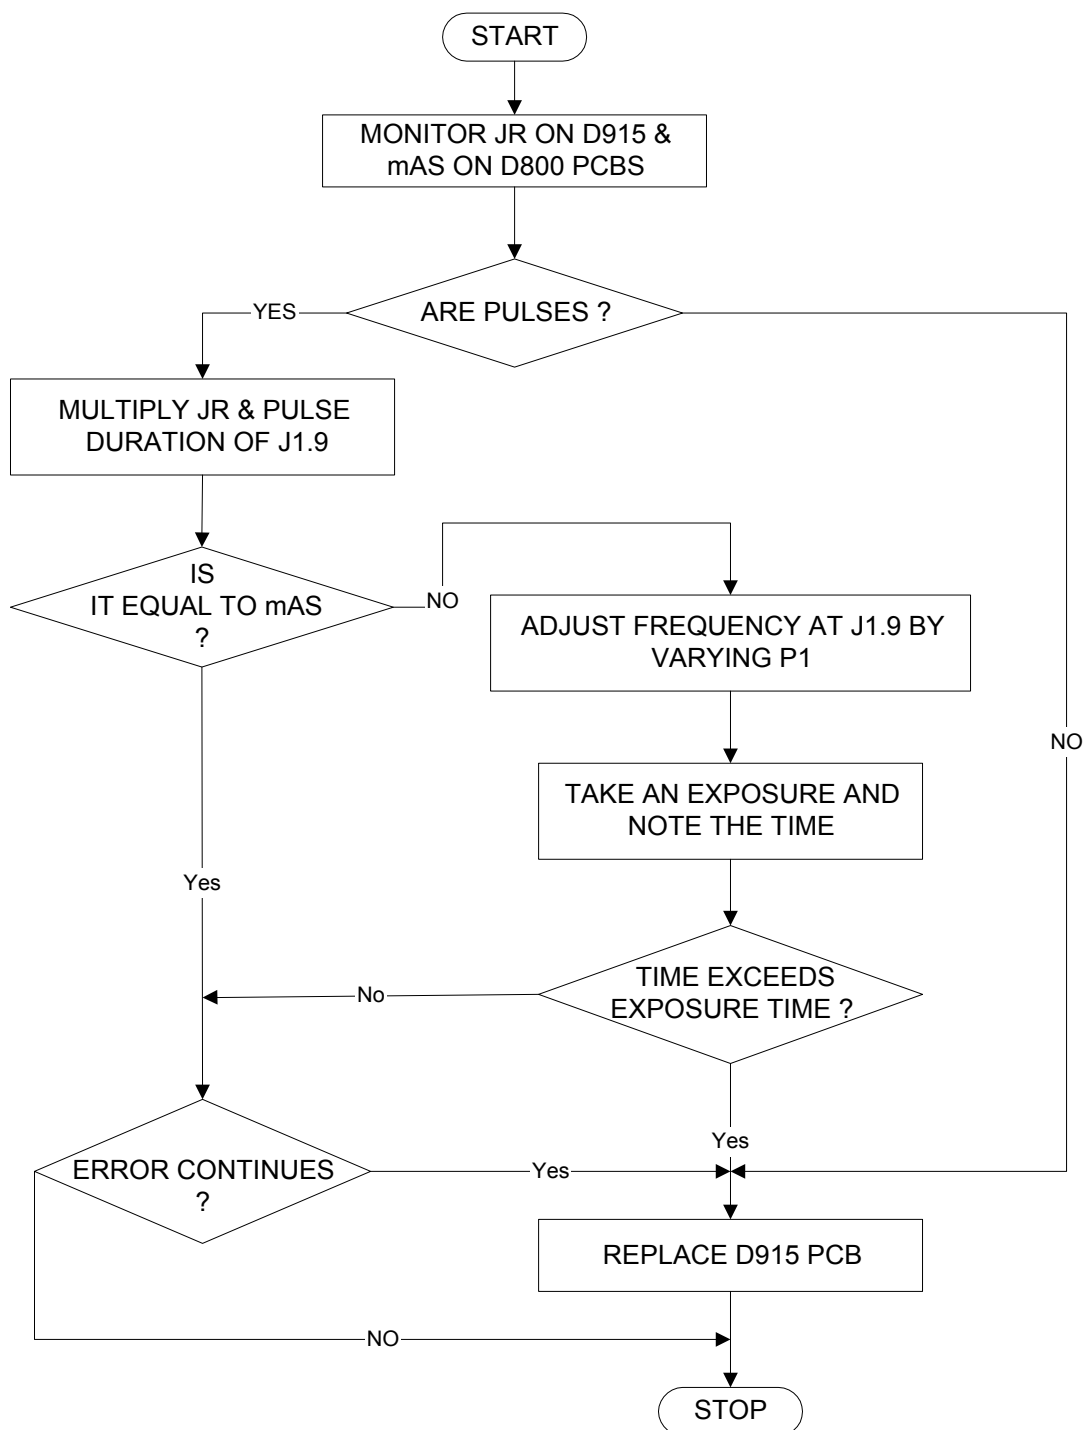 START
MONITOR JR ON D915 &
mAS ON D800 PCBS
ARE PULSES ?
YES
MULTIPLY JR & PULSE
DURATION OF J1.9
IS
IT EQUAL TO mAS
?
NO
ADJUST FREQUENCY AT J1.9 BY
VARYING P1
NO
TAKE AN EXPOSURE AND
NOTE THE TIME
Yes
TIME EXCEEDS
EXPOSURE TIME ?
No
Yes
ERROR CONTINUES
?
Yes
REPLACE D915 PCB
NO
STOP